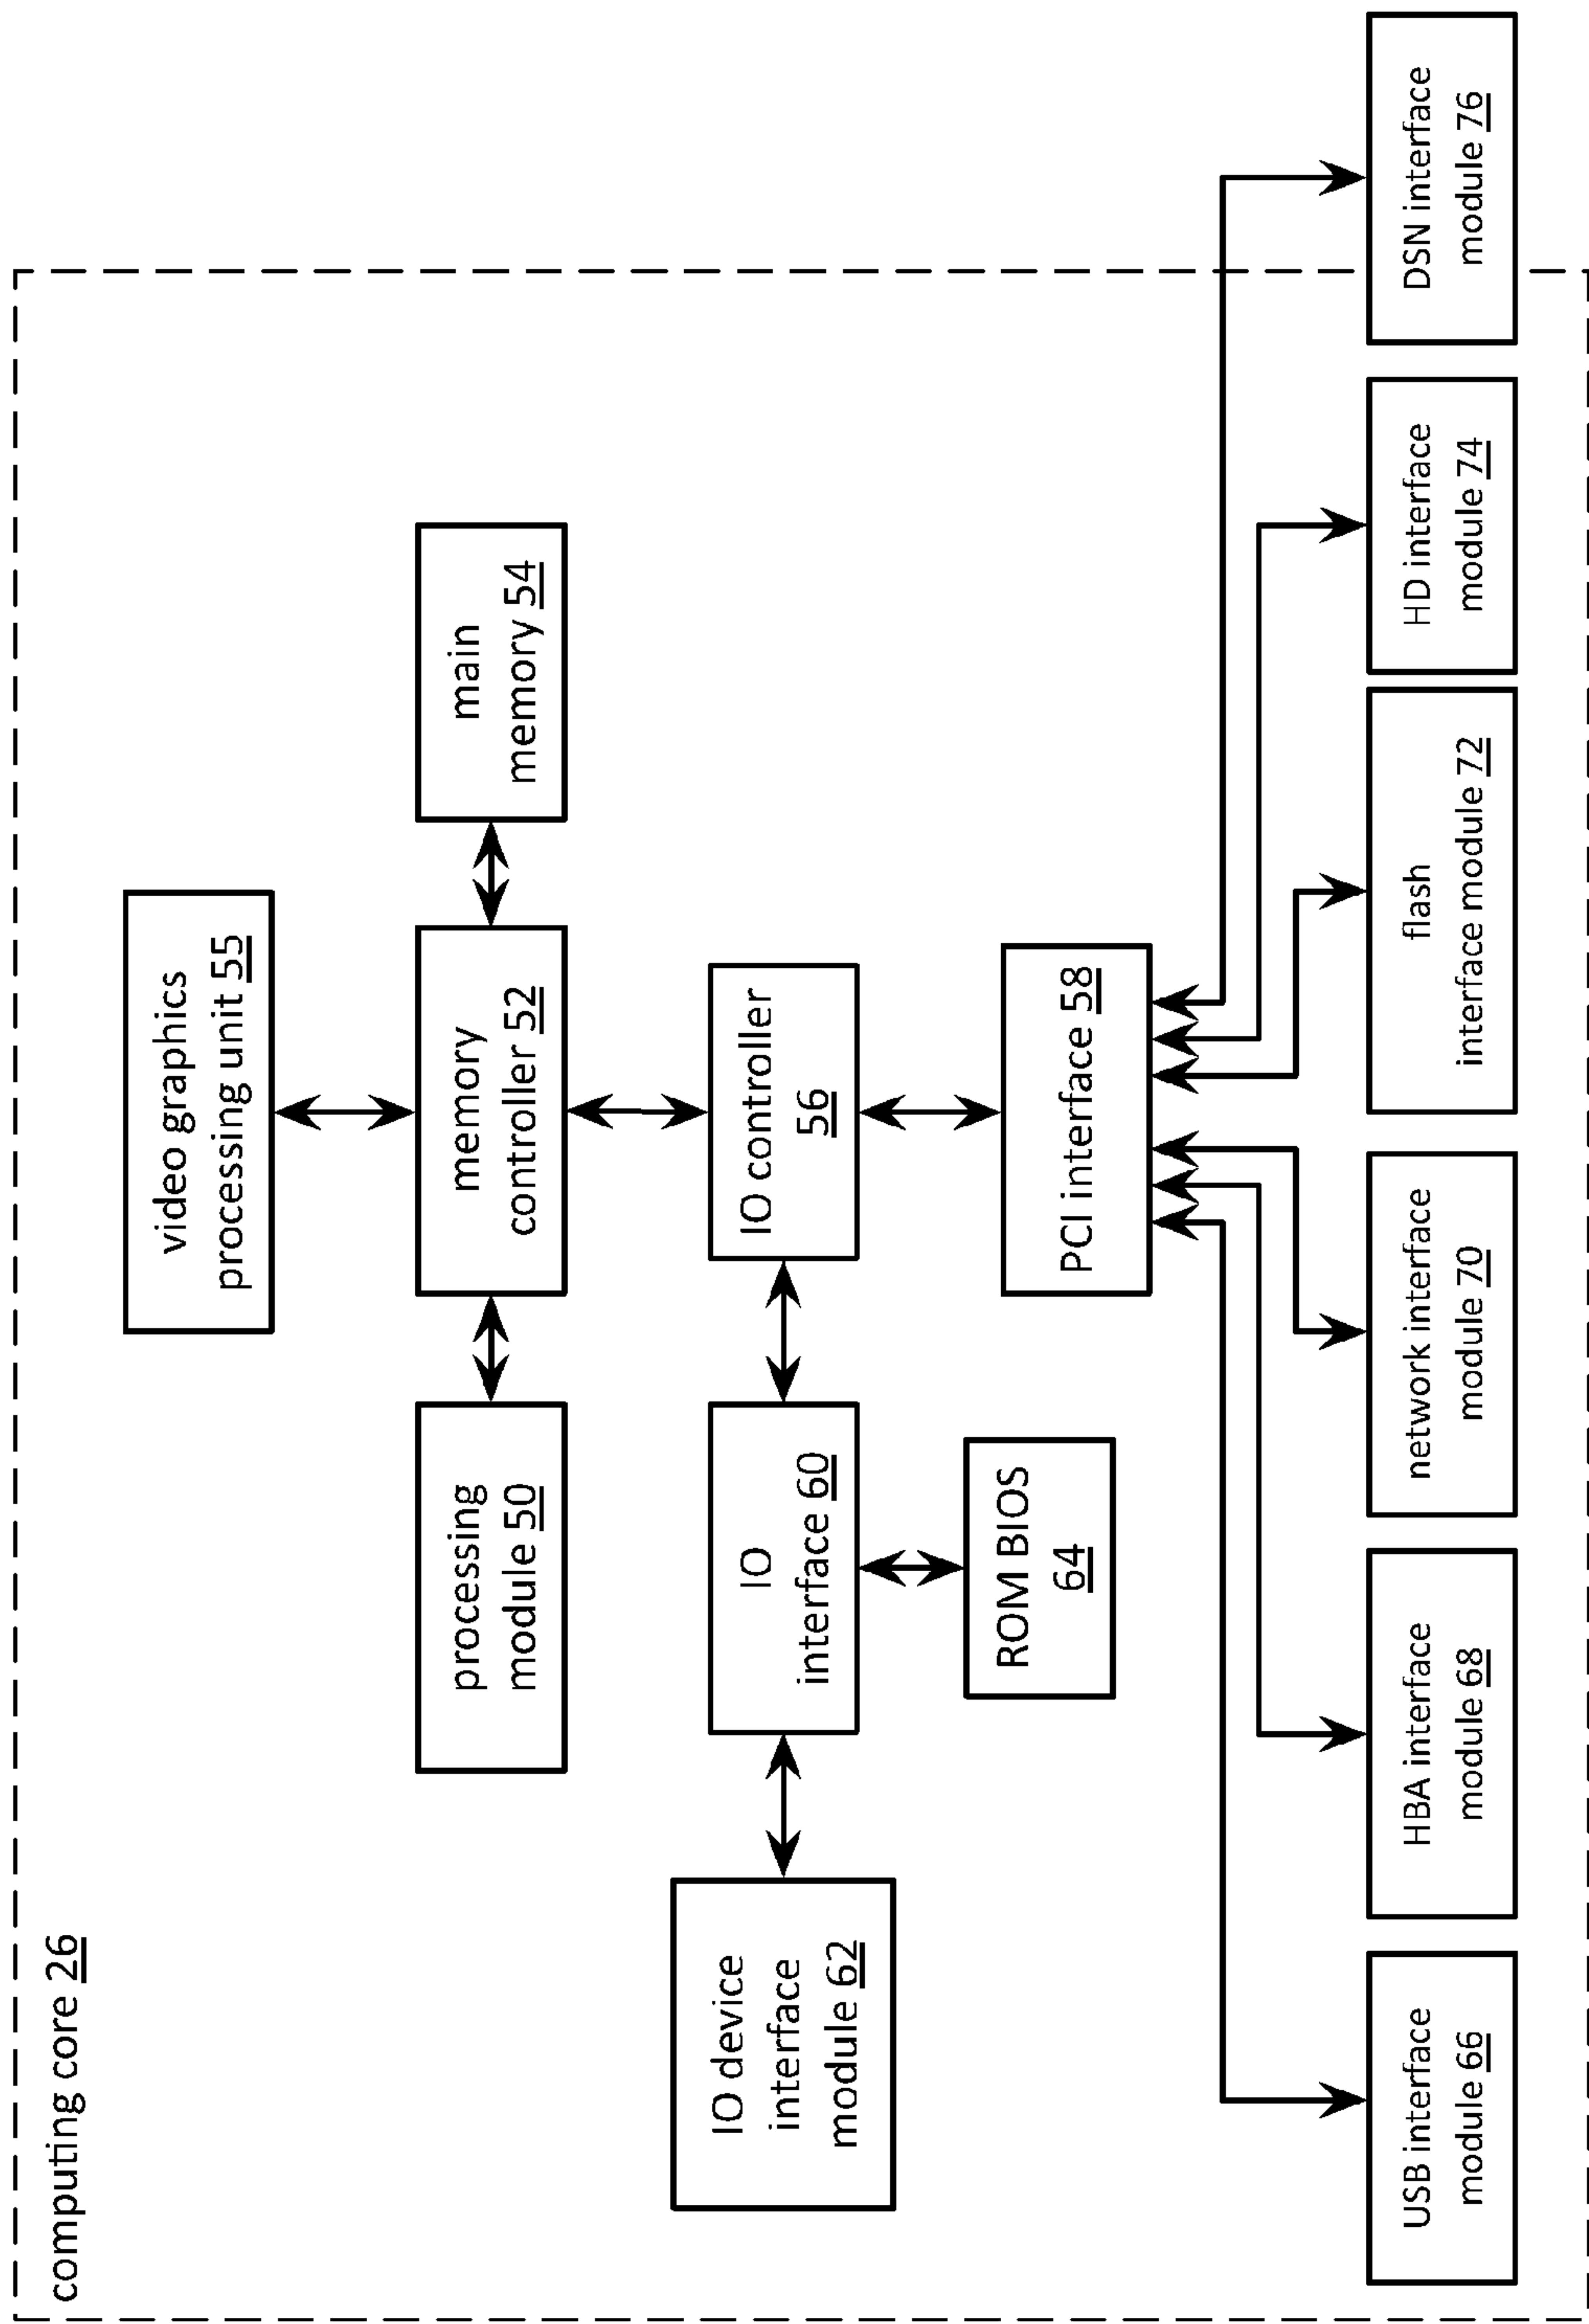 computing core 26
video graphics
processing unit 55
processing
module 50
memory
controller 52
main
memory 54
IO device
interface
module 62
IO
interface 60
IO controller
56
ROM BIOS
64
PCI interface 58
USB interface
module 66
HBA interface
module 68
network interface
module 70
flash
interface module 72
HD interface
module 74
DSN interface
module 76